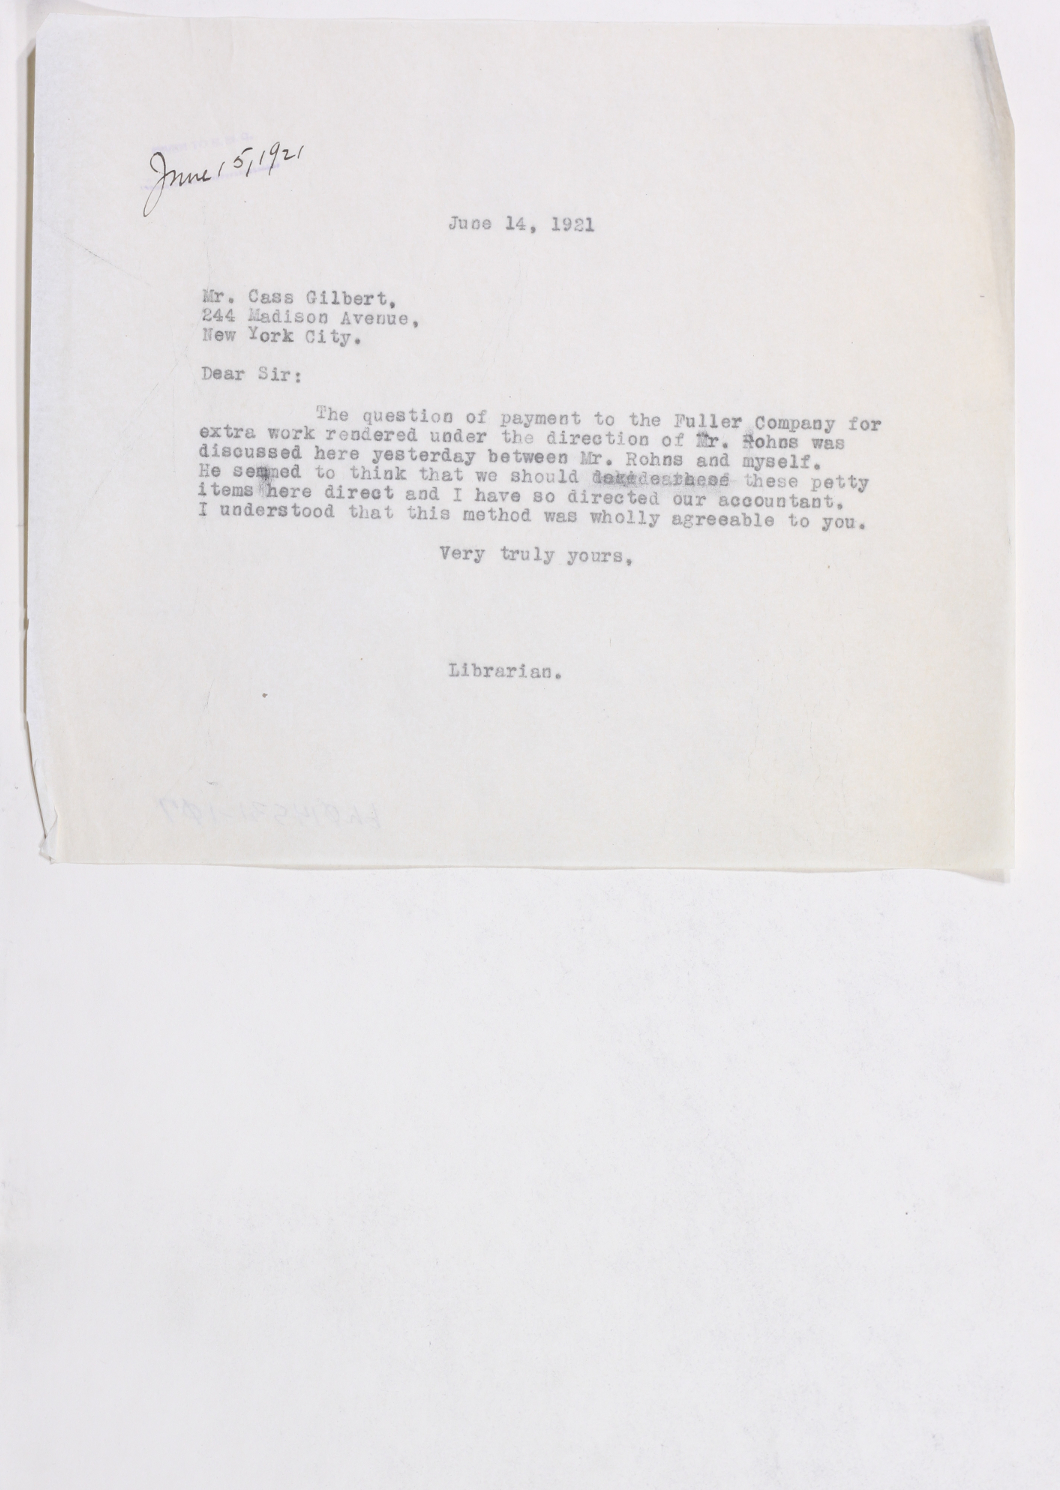 June 15, 1921
June 14, 1921
Mr. Cass Gilbert,
244 Madison Avenue,
New York City.
Dear Sir:
The question of payment to the Fuller Company for
extra work rendered under the direction of Mr. Rohns was
discussed here yesterday between Mr. Rohns and myself.
He semned to think that we should these petty
items here direct and I have so directed our accountant.
I understood that this method was wholly agreeable to you.
Very truly yours,
Librarian.